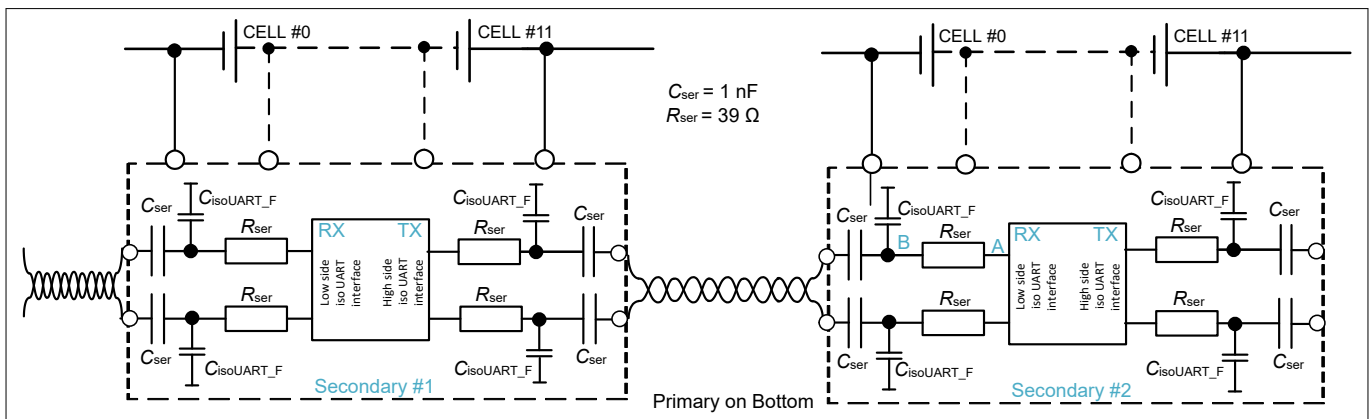 CELL #0
CELL #11
CELL #0
CELL #11
Cser = 1 nF
Rser = 39 Ω
Cser
CisoUART_F
Rser
RX
TX
Low side
iso UART
interface
High side
iso UART
interface
CisoUART_F
Rser
Cser
Rser
Rser
Cser
CisoUART_F
CisoUART_F
Cser
Secondary #1
Cser
CisoUART_F
B
Rser
A
RX
TX
Low side
iso UART
interface
High side
iso UART
interface
CisoUART_F
Rser
Cser
Rser
Rser
Cser
CisoUART_F
CisoUART_F
Cser
Secondary #2
Primary on Bottom